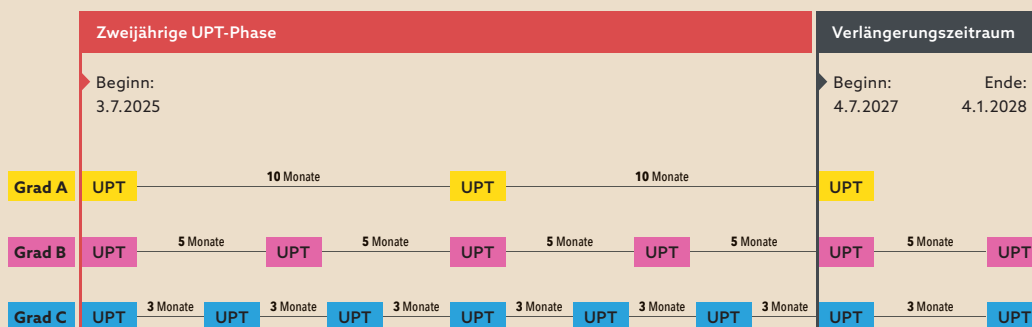 Zweijährige UPT-Phase
Verlängerungszeitraum
Beginn:
3.7.2025
Beginn:
4.7.2027
Ende:
4.1.2028
Grad A UPT 10 Monate UPT 10 Monate UPT
Grad B UPT 5 Monate UPT 5 Monate UPT 5 Monate UPT 5 Monate UPT 5 Monate UPT
Grad C UPT 3 Monate UPT 3 Monate UPT 3 Monate UPT 3 Monate UPT 3 Monate UPT 3 Monate UPT 3 Monate UPT